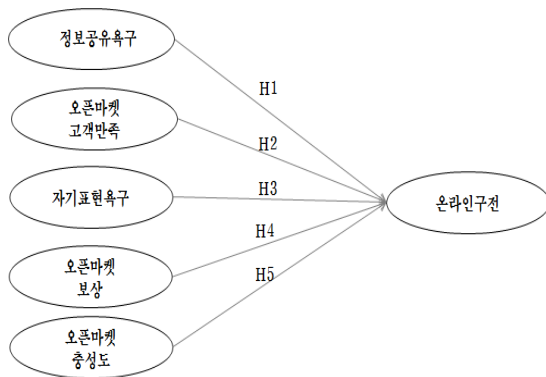 정보공유욕구
H1
오픈마켓
고객만족
H2
자기표현욕구
H3
온라인구전
H4
오픈마켓
보상
H5
오픈마켓
충성도